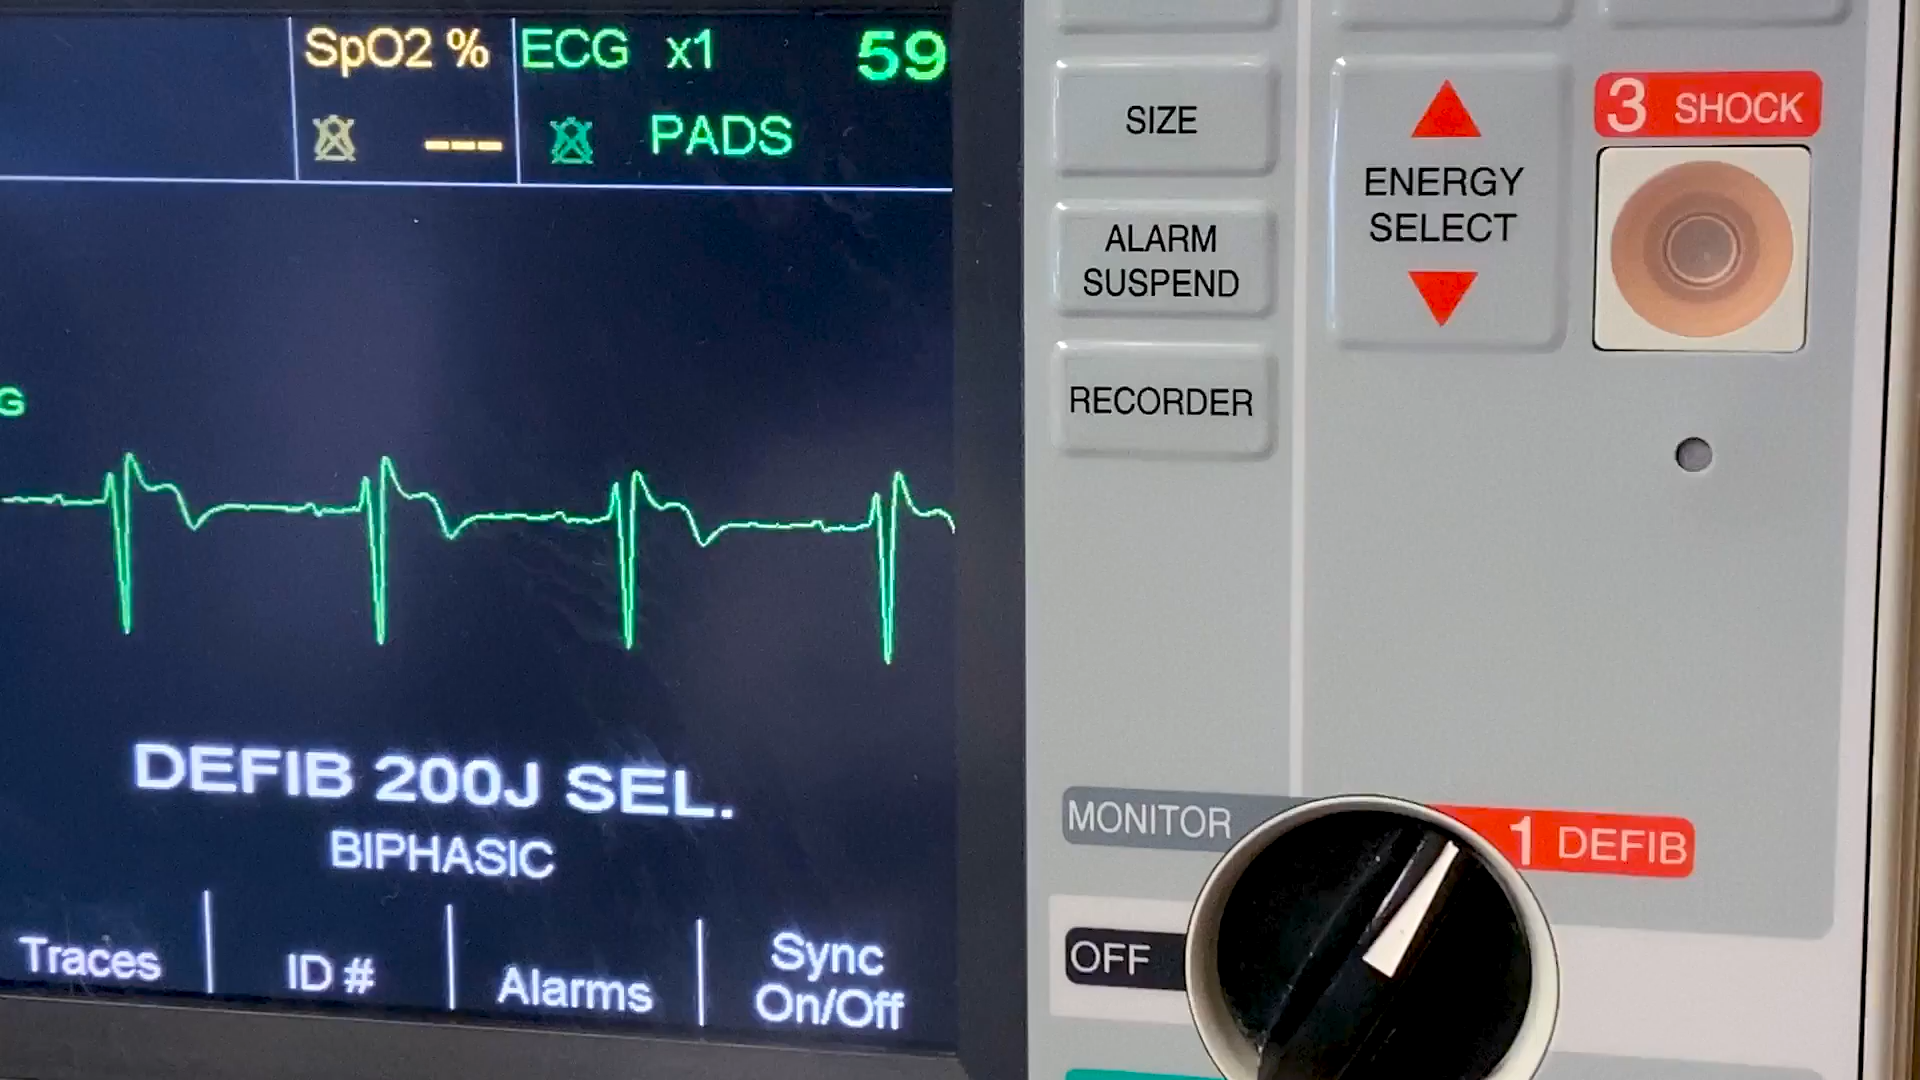 SpO2 %
ECG x1 59
---
PADS
G
DEFIB 200J SEL.
BIPHASIC
Traces
ID #
Alarms
Sync
On/Off
SIZE
ALARM
SUSPEND
RECORDER
ENERGY
SELECT
3 SHOCK
MONITOR
1 DEFIB
OFF